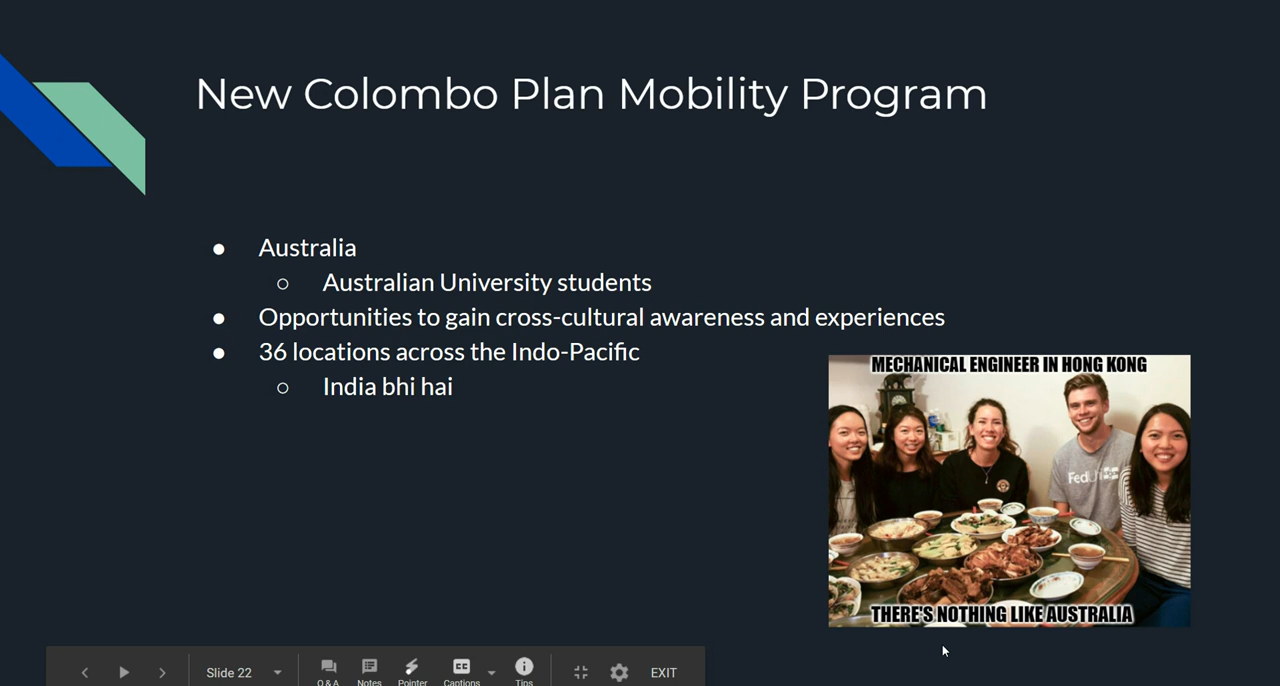 New Colombo Plan Mobility Program
● Australia
○ Australian University students
● Opportunities to gain cross-cultural awareness and experiences
● 36 locations across the Indo-Pacific
○ India bhi hai
MECHANICAL ENGINEER IN HONG KONG
FedUni
THERE'S NOTHING LIKE AUSTRALIA
Slide 22
CC
Q & A Notes Pointer Captions Tips EXIT